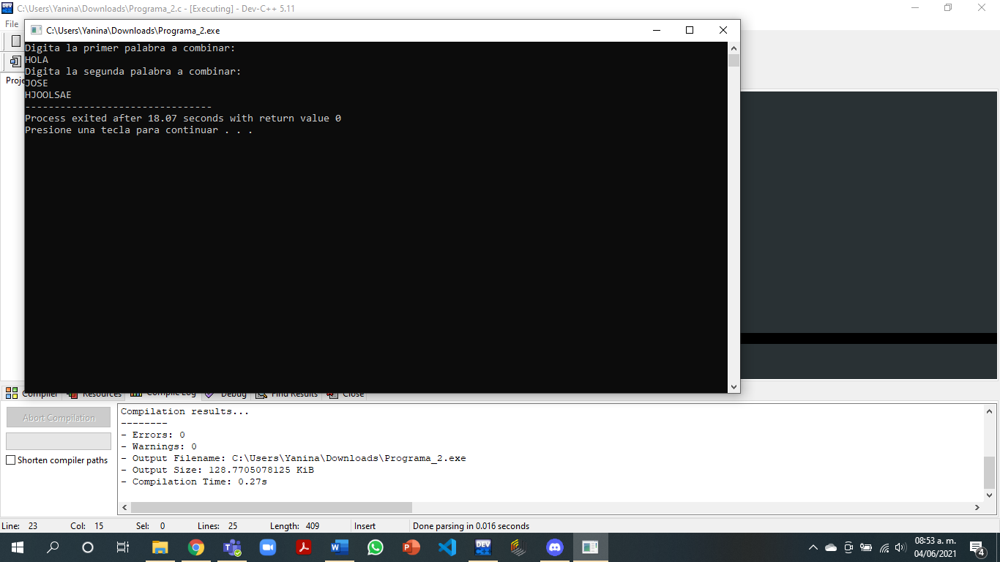 C:\Users\Yanina\Downloads\Programa_2.c - [Executing] - Dev-C++ 5.11
File
C:\Users\Yanina\Downloads\Programa_2.exe
Digita la primer palabra a combinar:
HOLA
Digita la segunda palabra a combinar:
JOSE
HJOOLSAE
--------------------------------
Process exited after 18.07 seconds with return value 0
Presione una tecla para continuar . . .
Compiler Resources Compile Log Debug Find Results Close
Abort Compilation
Shorten compiler paths
Compilation results...
--------
- Errors: 0
- Warnings: 0
- Output Filename: C:\Users\Yanina\Downloads\Programa_2.exe
- Output Size: 128.7705078125 KiB
- Compilation Time: 0.27s
Line: 23 Col: 15 Sel: 0 Lines: 25 Length: 409 Insert Done parsing in 0.016 seconds
08:53 a. m.
04/06/2021
4